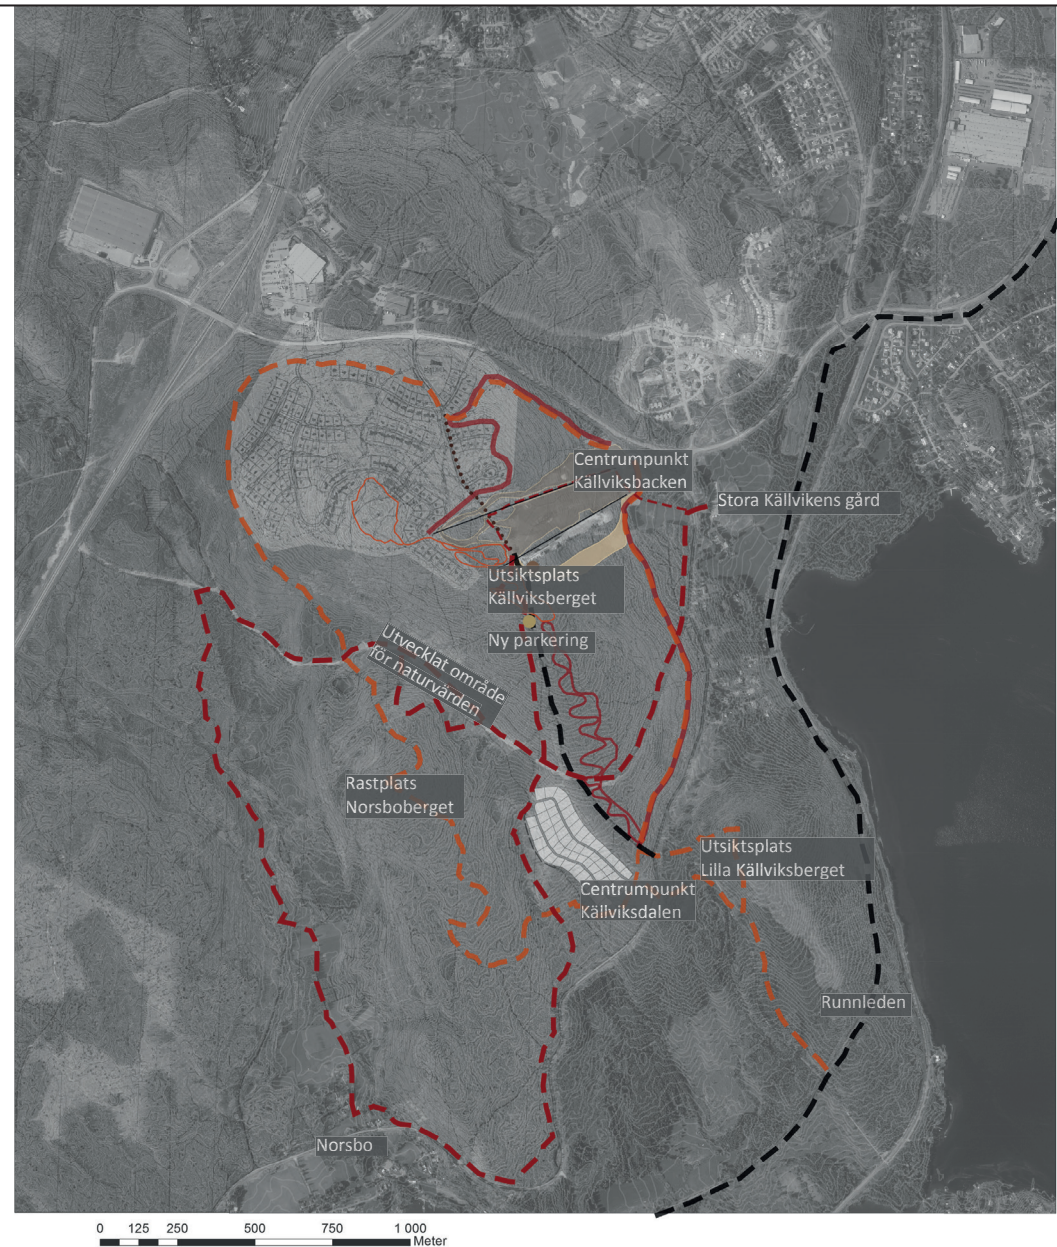 Centrumpunkt
Källviksbacken
Stora Källvikens gård
Utsiktsplats
Källviksberget
Ny parkering
Utvecklat område
för naturvärden
Rastplats
Norsboberget
Utsiktsplats
Lilla Källviksberget
Centrumpunkt
Källviksdalen
Runnleden
Norsbo
0 125 250 500 750 1 000
Meter